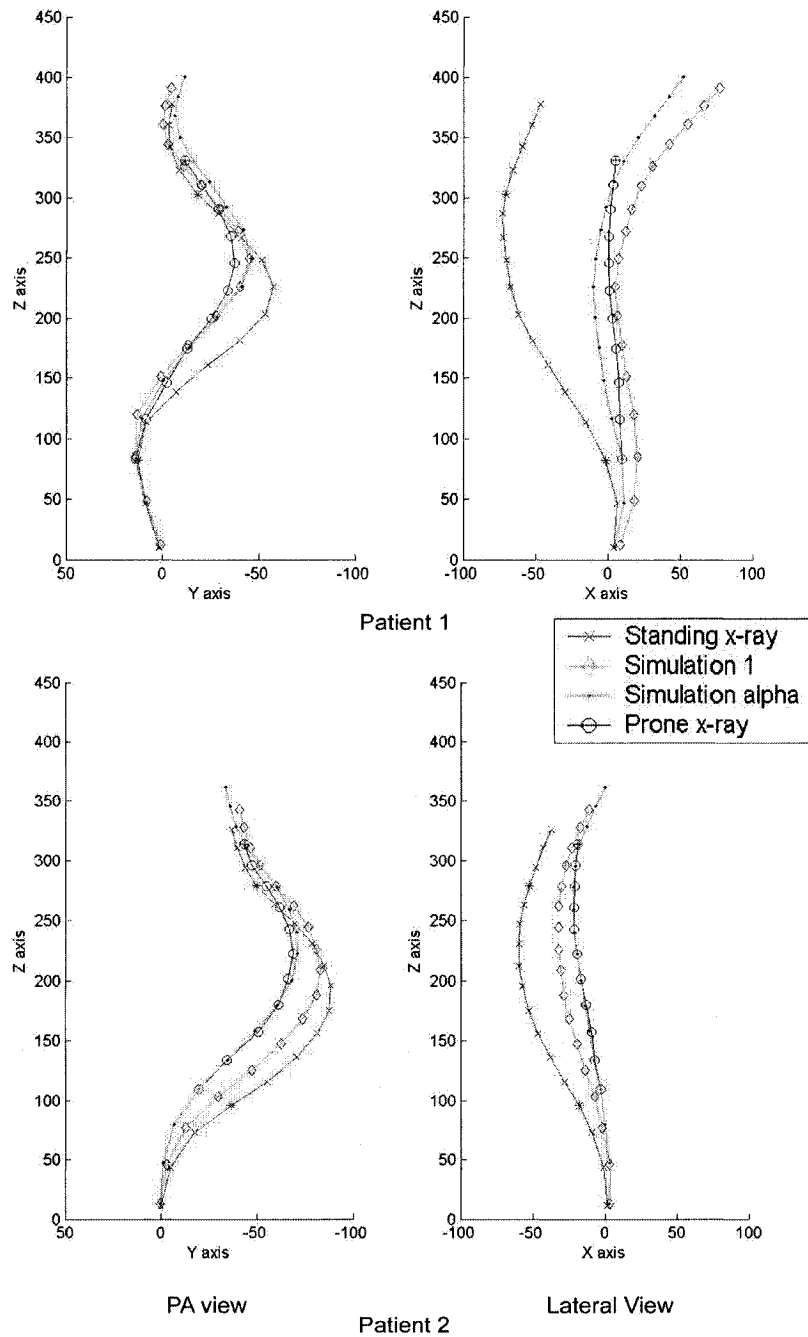 450
400
350
300
250
200
150
100
50
0
Z axis
50 0 -50 -100
Y axis
450
400
350
300
250
200
150
100
50
0
Z axis
-100 -50 0 50 100
X axis
Patient 1
Standing x-ray
Simulation 1
Simulation alpha
Prone x-ray
450
400
350
300
250
200
150
100
50
0
Z axis
50 0 -50 -100
Y axis
450
400
350
300
250
200
150
100
50
0
Z axis
-100 -50 0 50 100
X axis
PA view
Lateral View
Patient 2